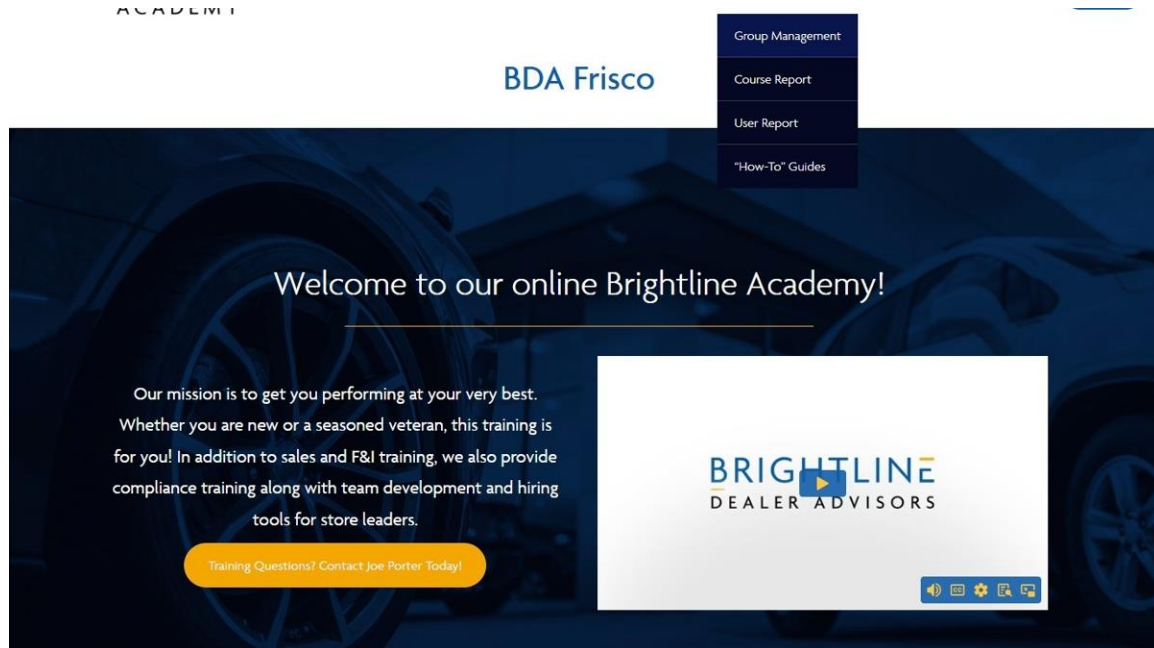 ACADEMY
Group Management
BDA Frisco
Course Report
User Report
“How-To” Guides
Welcome to our online Brightline Academy!
Our mission is to get you performing at your very best.
Whether you are new or a seasoned veteran, this training is
for you! In addition to sales and F&I training, we also provide
compliance training along with team development and hiring
tools for store leaders.
Training Questions? Contact Joe Porter Today!
BRIGHTLINE
DEALER ADVISORS
CC